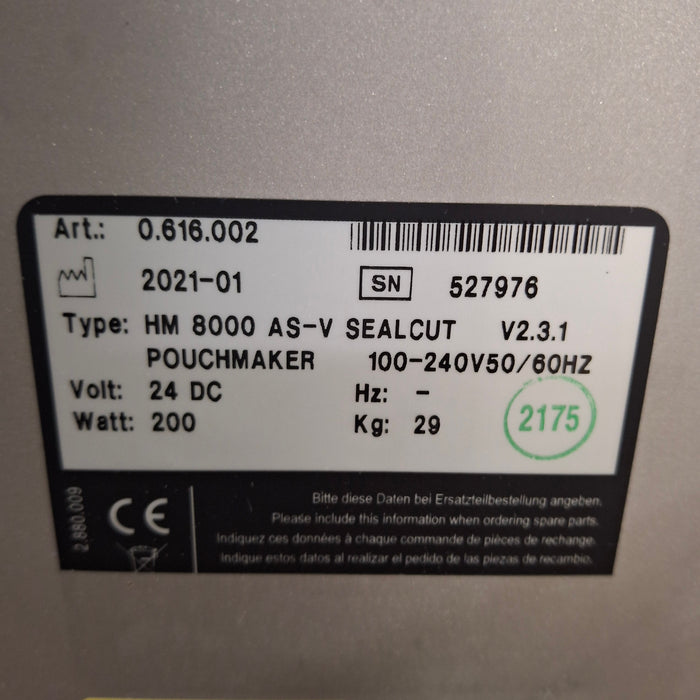 Art.: 0.616.002
2021-01 SN 527976
Type: HM 8000 AS-V SEALCUT V2.3.1
POUCHMAKER 100-240V50/60HZ
Volt: 24 DC Hz: -
Watt: 200 Kg: 29
2175
2.880.009
CE
Bitte diese Daten bei Ersatzteilbestellung angeben.
Please include this information when ordering spare parts.
Indiquez ces données à chaque commande de pièces de rechange.
Indique estos datos al realizar el pedido de las piezas de recambio.